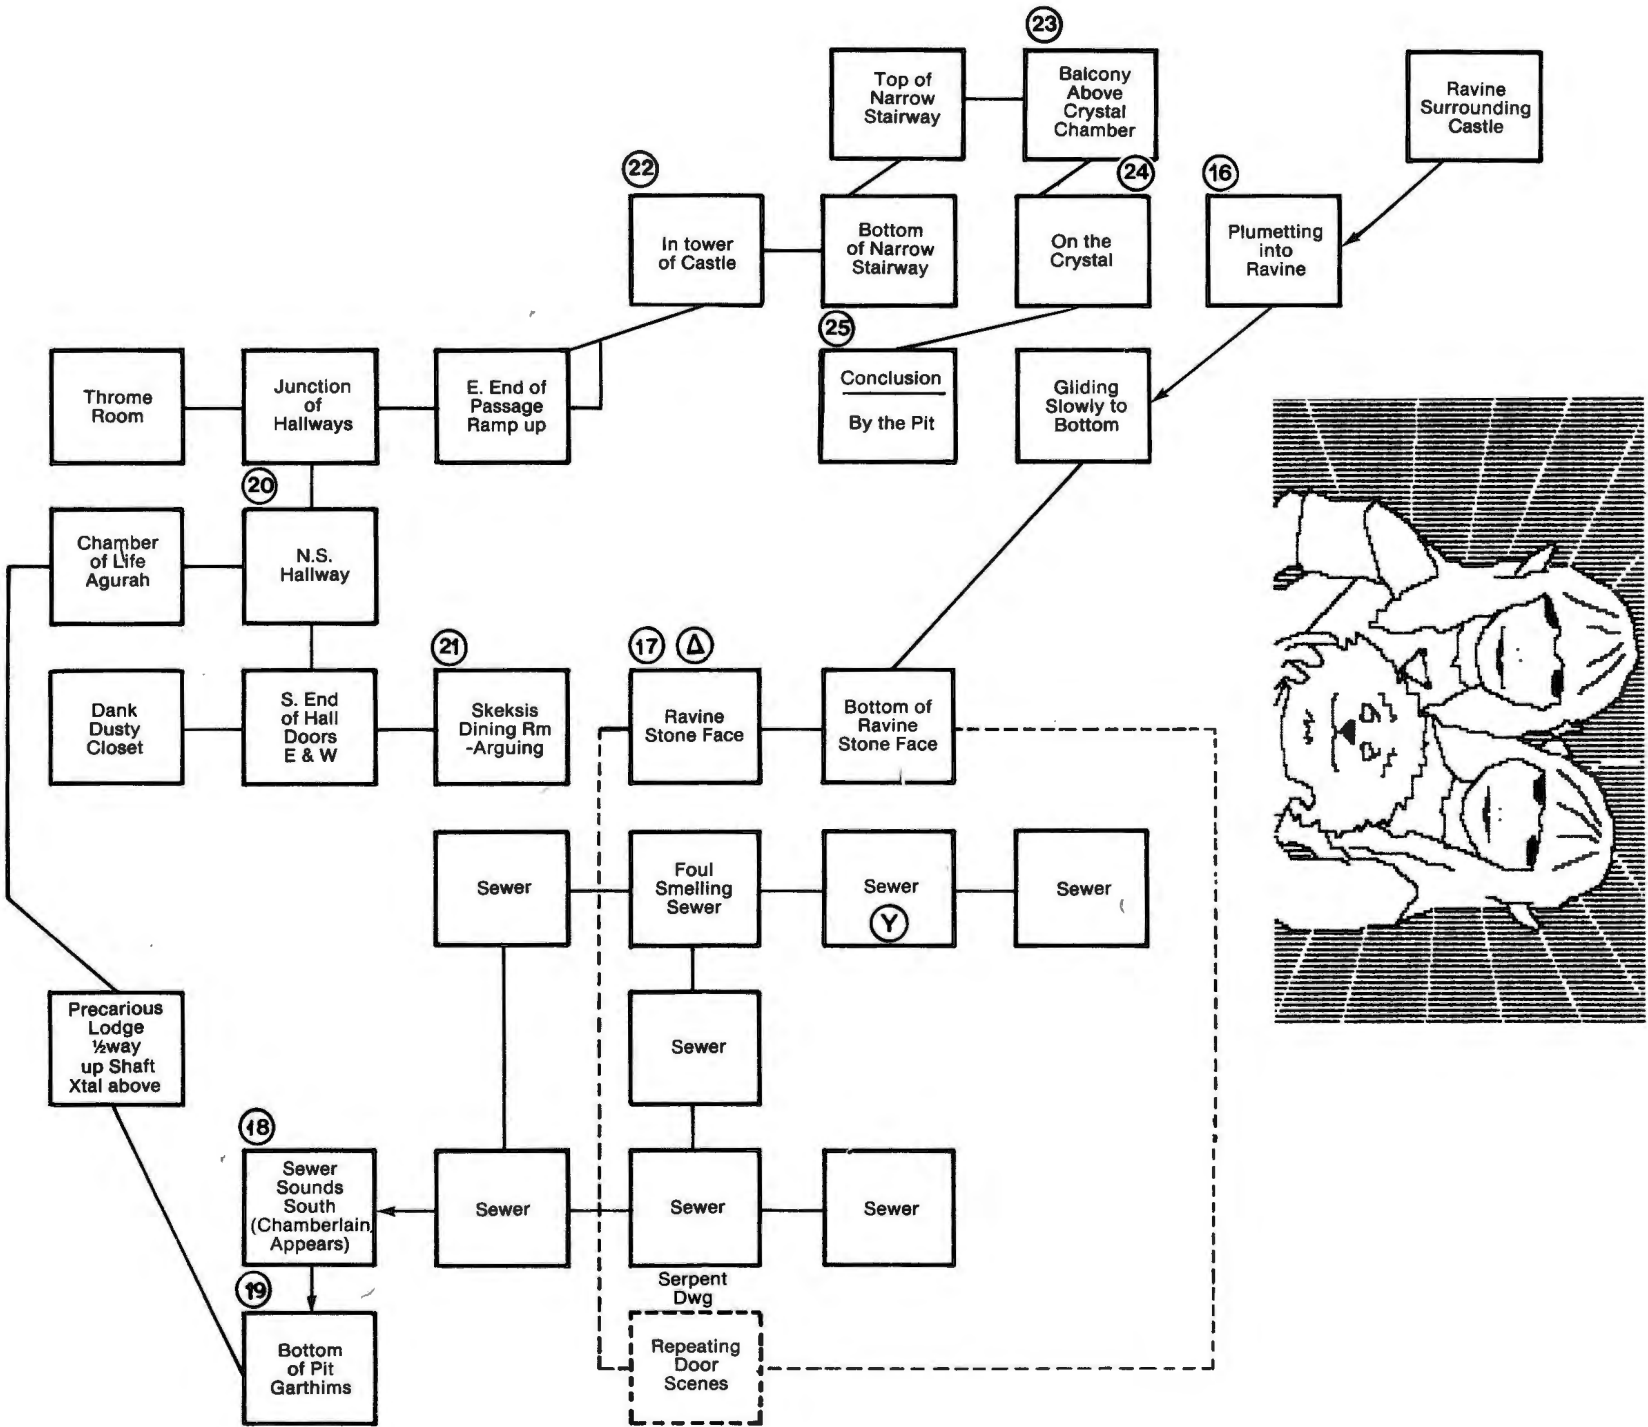 23
Top of
Narrow
Stairway
Balcony
Above
Crystal
Chamber
Ravine
Surrounding
Castle
22
24
16
In tower
of Castle
Bottom
of Narrow
Stairway
On the
Crystal
Plumetting
into
Ravine
25
Throme
Room
Junction
of
Hallways
E. End of
Passage
Ramp up
Conclusion
By the Pit
Gliding
Slowly to
Bottom
20
Chamber
of Life
Agurah
N.S.
Hallway
21
17 Δ
Dank
Dusty
Closet
S. End
of Hall
Doors
E & W
Skeksis
Dining Rm
-Arguing
Ravine
Stone Face
Bottom of
Ravine
Stone Face
Sewer
Foul
Smelling
Sewer
Sewer
Y
Sewer
Precarious
Lodge
½way
up Shaft
Xtal above
Sewer
18
Sewer
Sounds
South
(Chamberlain
Appears)
Sewer
Sewer
Sewer
Serpent
Dwg
19
Bottom
of Pit
Garthims
Repeating
Door
Scenes